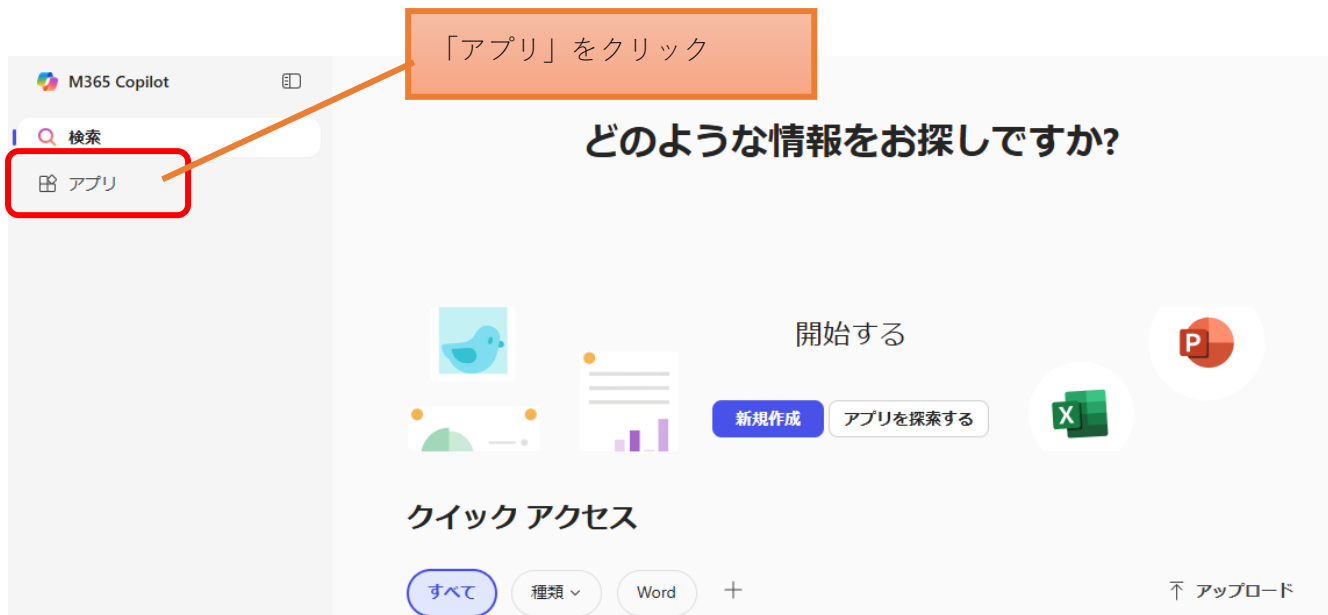 「アプリ」をクリック
M365 Copilot
検索
アプリ
どのような情報をお探しですか?
開始する
新規作成
アプリを探索する
P
X
クイック アクセス
すべて
種類
Word
アップロード